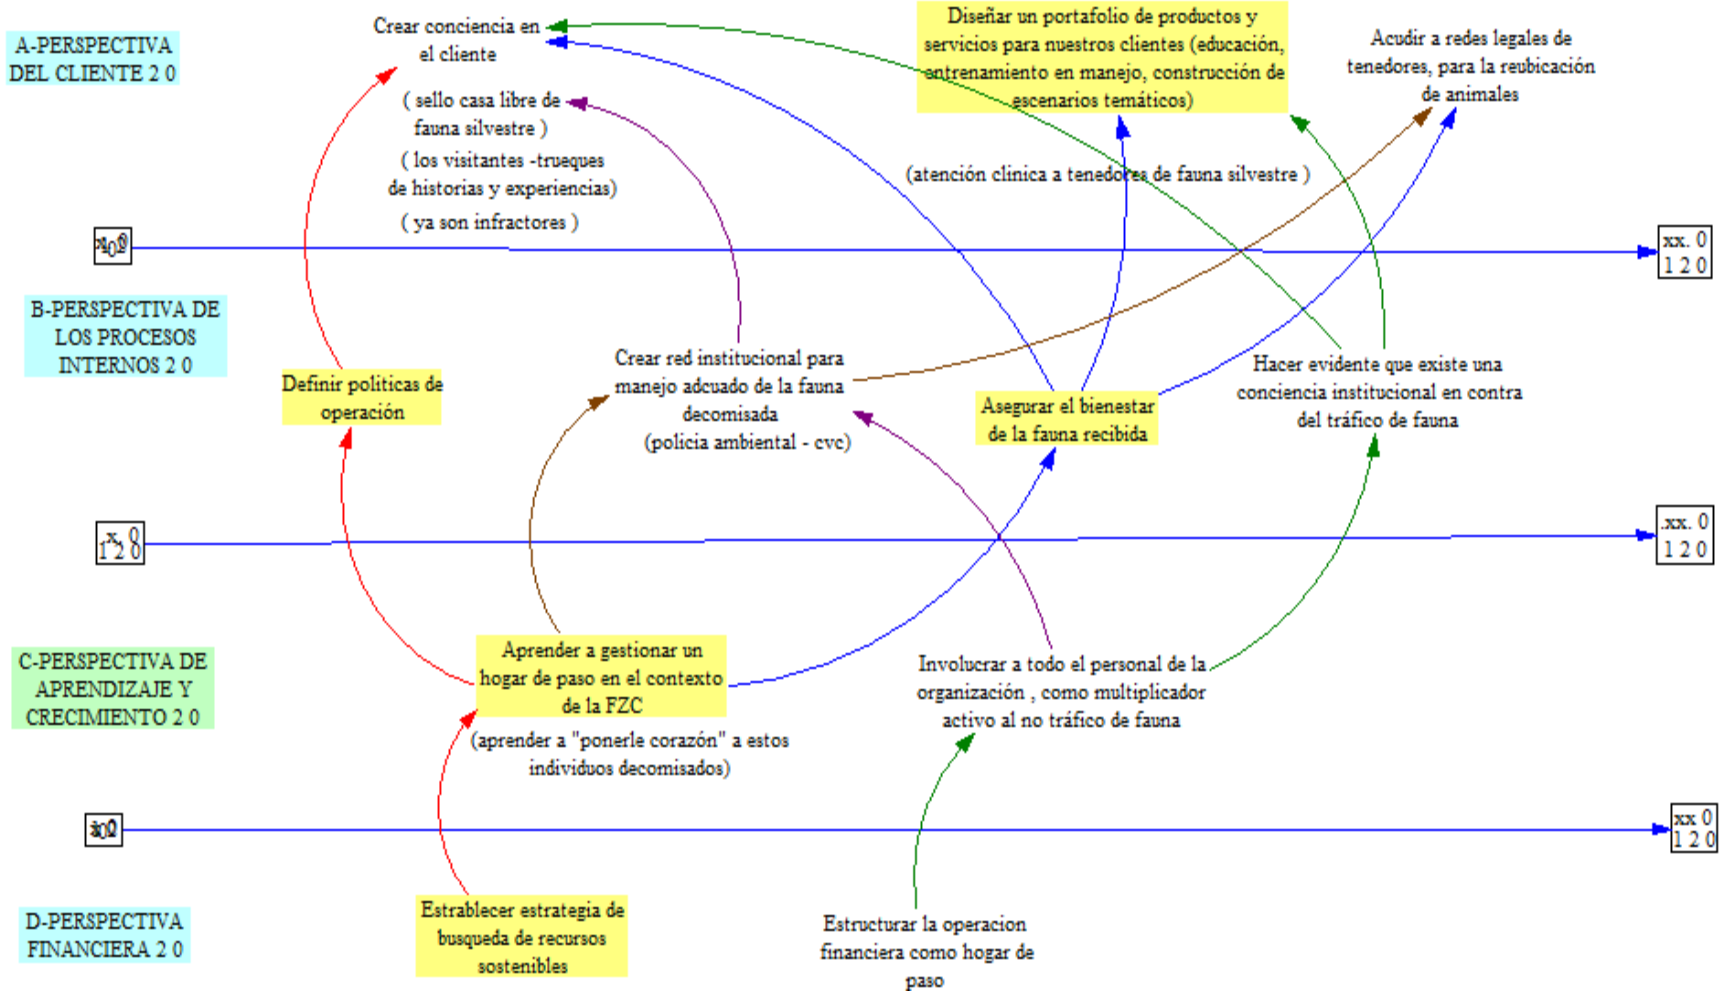 A-PERSPECTIVA
DEL CLIENTE 2 0
Crear conciencia en
el cliente
( sello casa libre de
fauna silvestre )
( los visitantes -trueques
de historias y experiencias)
( ya son infractores )
Diseñar un portafolio de productos y
servicios para nuestros clientes (educación,
entrenamiento en manejo, construcción de
escenarios temáticos)
(atención clinica a tenedores de fauna silvestre )
Acudir a redes legales de
tenedores, para la reubicación
de animales
xx. 0
1 2 0
B-PERSPECTIVA DE
LOS PROCESOS
INTERNOS 2 0
Definir politicas de
operación
Crear red institucional para
manejo adcuado de la fauna
decomisada
(policia ambiental - cvc)
Asegurar el bienestar
de la fauna recibida
Hacer evidente que existe una
conciencia institucional en contra
del tráfico de fauna
x. 0
1 2 0
.xx. 0
1 2 0
C-PERSPECTIVA DE
APRENDIZAJE Y
CRECIMIENTO 2 0
Aprender a gestionar un
hogar de paso en el contexto
de la FZC
(aprender a "ponerle corazón" a estos
individuos decomisados)
Involucrar a todo el personal de la
organización , como multiplicador
activo al no tráfico de fauna
xx 0
1 2 0
D-PERSPECTIVA
FINANCIERA 2 0
Establecer estrategia de
busqueda de recursos
sostenibles
Estructurar la operacion
financiera como hogar de
paso